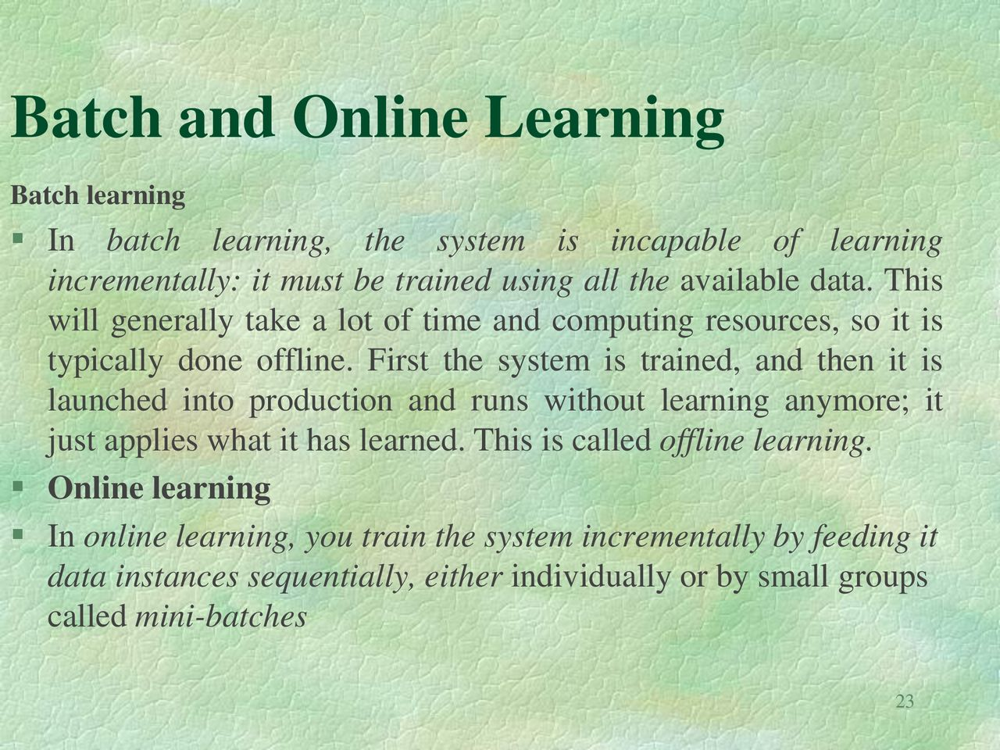 Batch and Online Learning
Batch learning
▪ In batch learning, the system is incapable of learning
incrementally: it must be trained using all the available data. This
will generally take a lot of time and computing resources, so it is
typically done offline. First the system is trained, and then it is
launched into production and runs without learning anymore; it
just applies what it has learned. This is called offline learning.
▪ Online learning
▪ In online learning, you train the system incrementally by feeding it
data instances sequentially, either individually or by small groups
called mini-batches
23